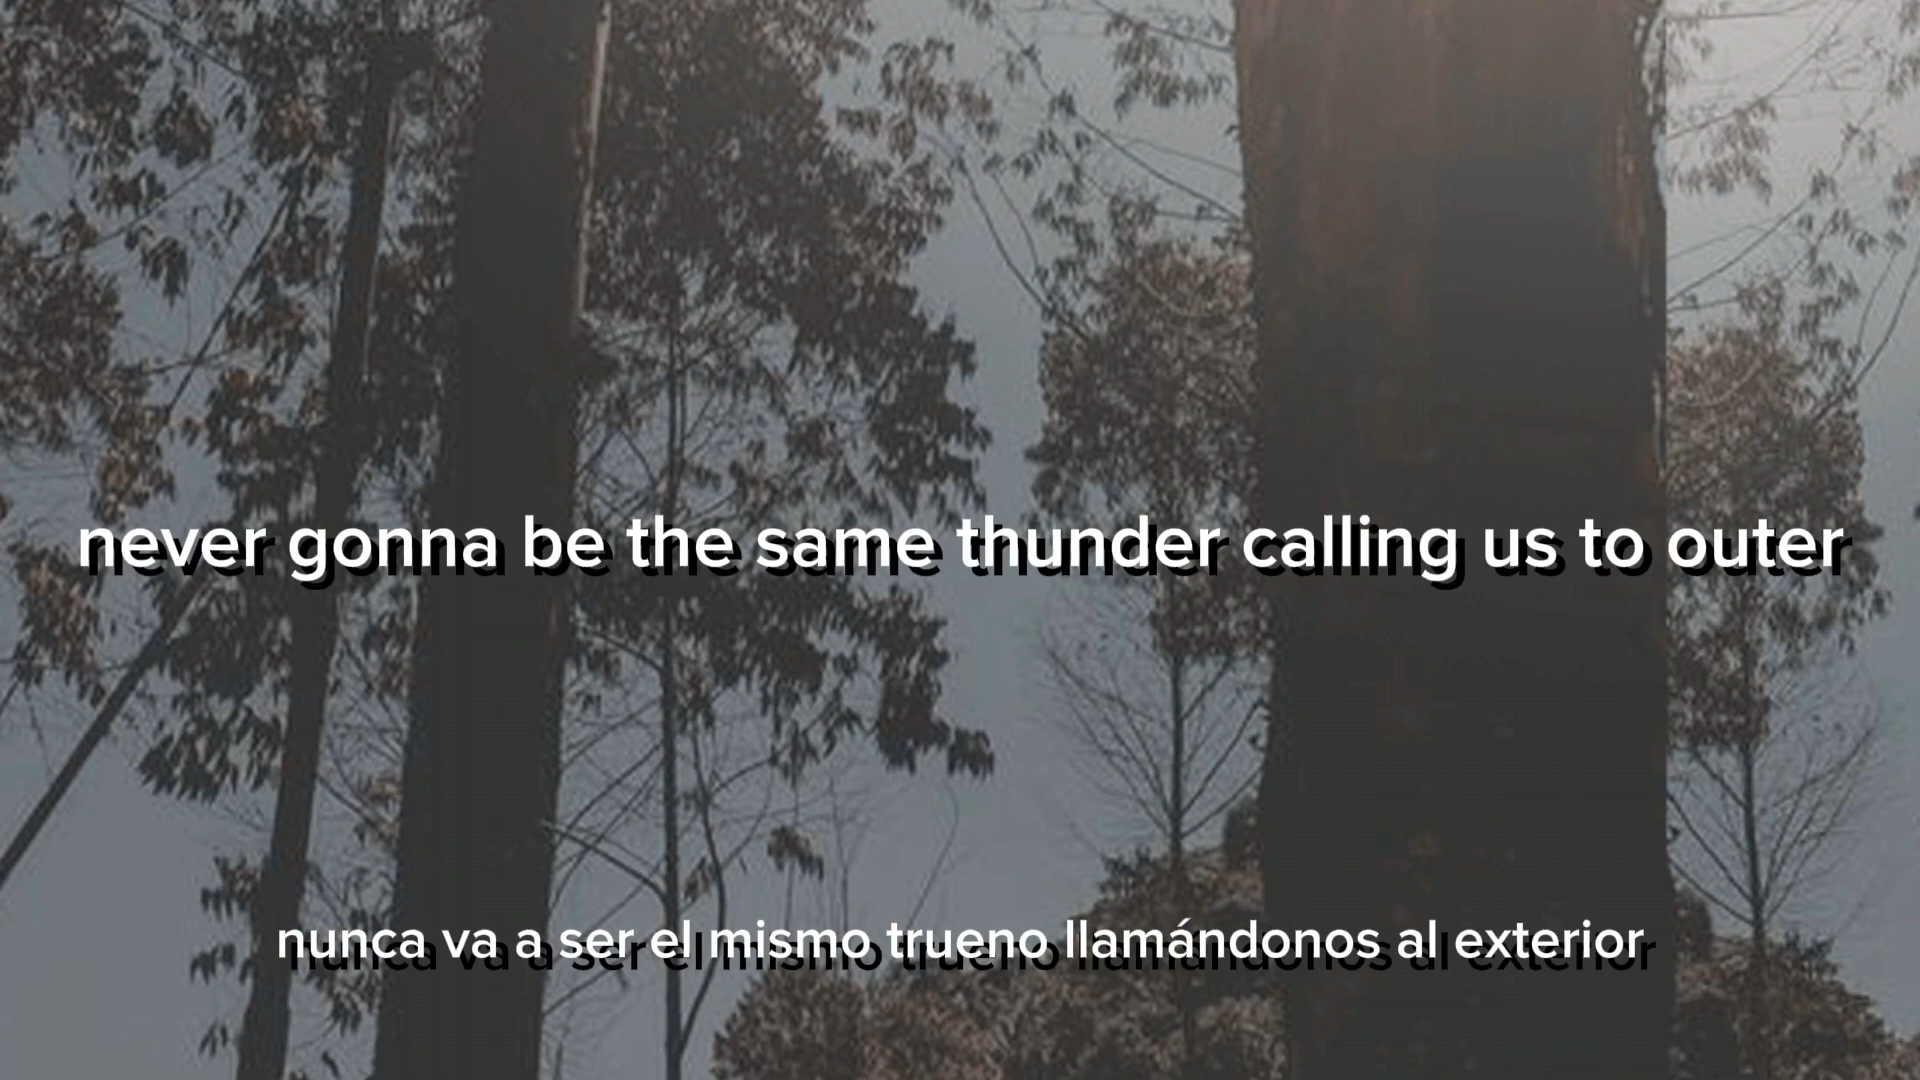 never gonna be the same thunder calling us to outer
nunca va a ser el mismo trueno llamándonos al exterior